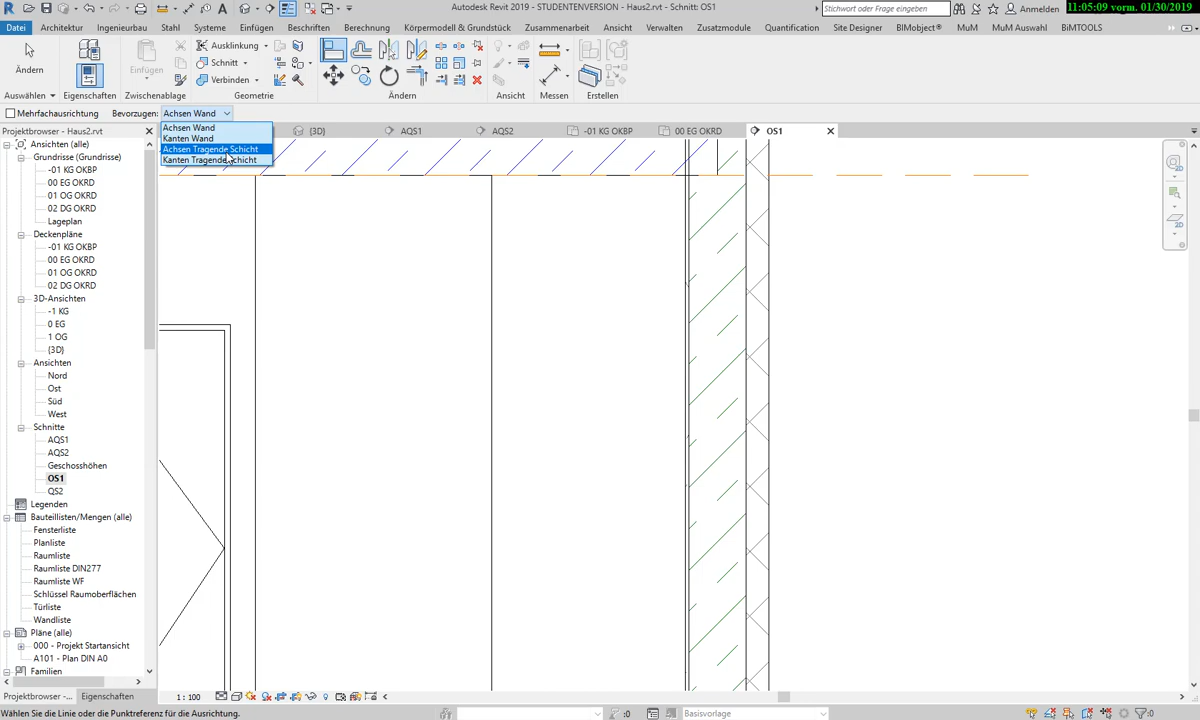 Autodesk Revit 2019 - STUDENTENVERSION - Haus2.rvt - Schnitt: OS1
Stichwort oder Frage eingeben
Anmelden
11:05:09 vorm. 01/30/2019
Datei Architektur Ingenieurbau Stahl Systeme Einfügen Beschriften Berechnung Körpermodell & Grundstück Zusammenarbeit Ansicht Verwalten Zusatzmodule Quantification Site Designer BIMobject® MuM MuM Auswahl BiMTOOLS
Ändern
Einfügen
Ausklinkung
Schnitt
Verbinden
Auswählen Eigenschaften Zwischenablage Geometrie Ändern Ansicht Messen Erstellen
Mehrfachausrichtung Bevorzugen: Achsen Wand
Achsen Wand
Kanten Wand
Achsen Tragende Schicht
Kanten Tragende Schicht
Projektbrowser - Haus2.rvt
{3D} AQS1 AQS2 -01 KG OKBP 00 EG OKRD OS1
Ansichten (alle)
Grundrisse (Grundrisse)
-01 KG OKBP
00 EG OKRD
01 OG OKRD
02 DG OKRD
Lageplan
Deckenpläne
-01 KG OKBP
00 EG OKRD
01 OG OKRD
02 DG OKRD
3D-Ansichten
-1 KG
0 EG
1 OG
{3D}
Ansichten
Nord
Ost
Süd
West
Schnitte
AQS1
AQS2
Geschosshöhen
OS1
QS2
Legenden
Bauteillisten/Mengen (alle)
Fensterliste
Planliste
Raumliste
Raumliste DIN277
Raumliste WF
Schlüssel Raumoberflächen
Türliste
Wandliste
Pläne (alle)
000 - Projekt Startansicht
A101 - Plan DIN A0
Familien
Projektbrowser -... Eigenschaften
1 : 100
Wählen Sie die Linie oder die Punktreferenz für die Ausrichtung.
:0
Basisvorlage
:0